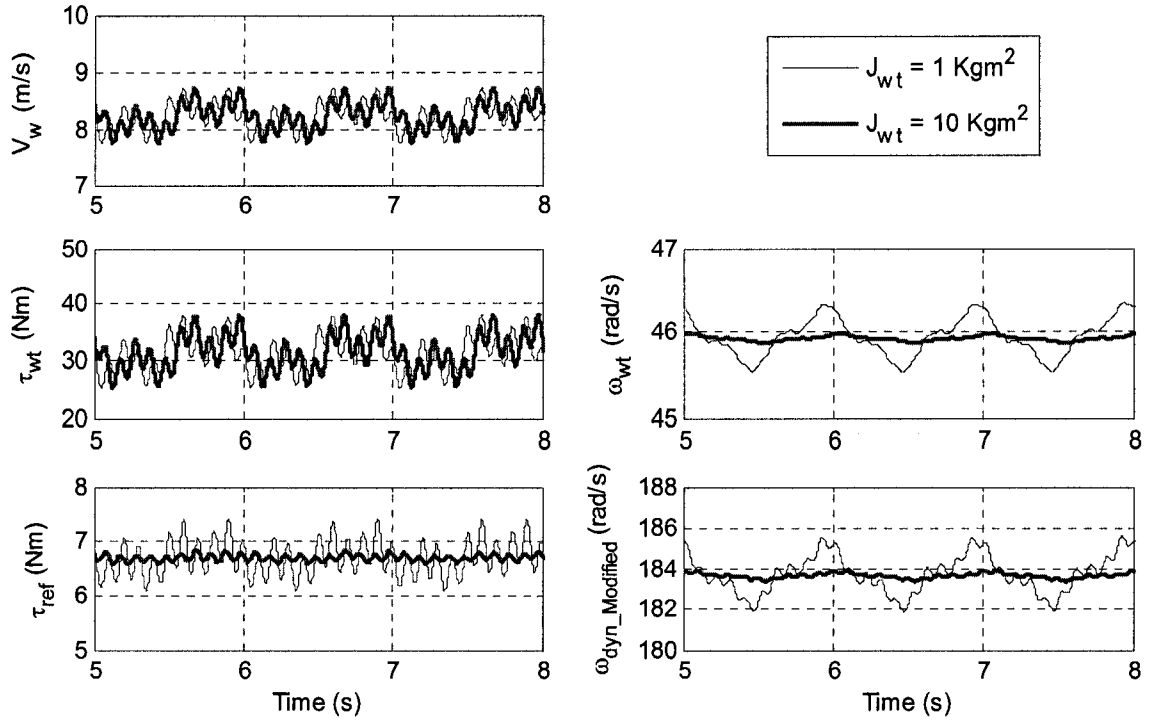 10
9
8
7
V_w (m/s)
5 6 7 8
J_wt = 1 Kgm²
J_wt = 10 Kgm²
50
40
30
20
τ_wt (Nm)
5 6 7 8
47
46
45
ω_wt (rad/s)
5 6 7 8
8
7
6
5
τ_ref (Nm)
5 6 7 8
Time (s)
188
186
184
182
180
ω_dyn_Modified (rad/s)
5 6 7 8
Time (s)